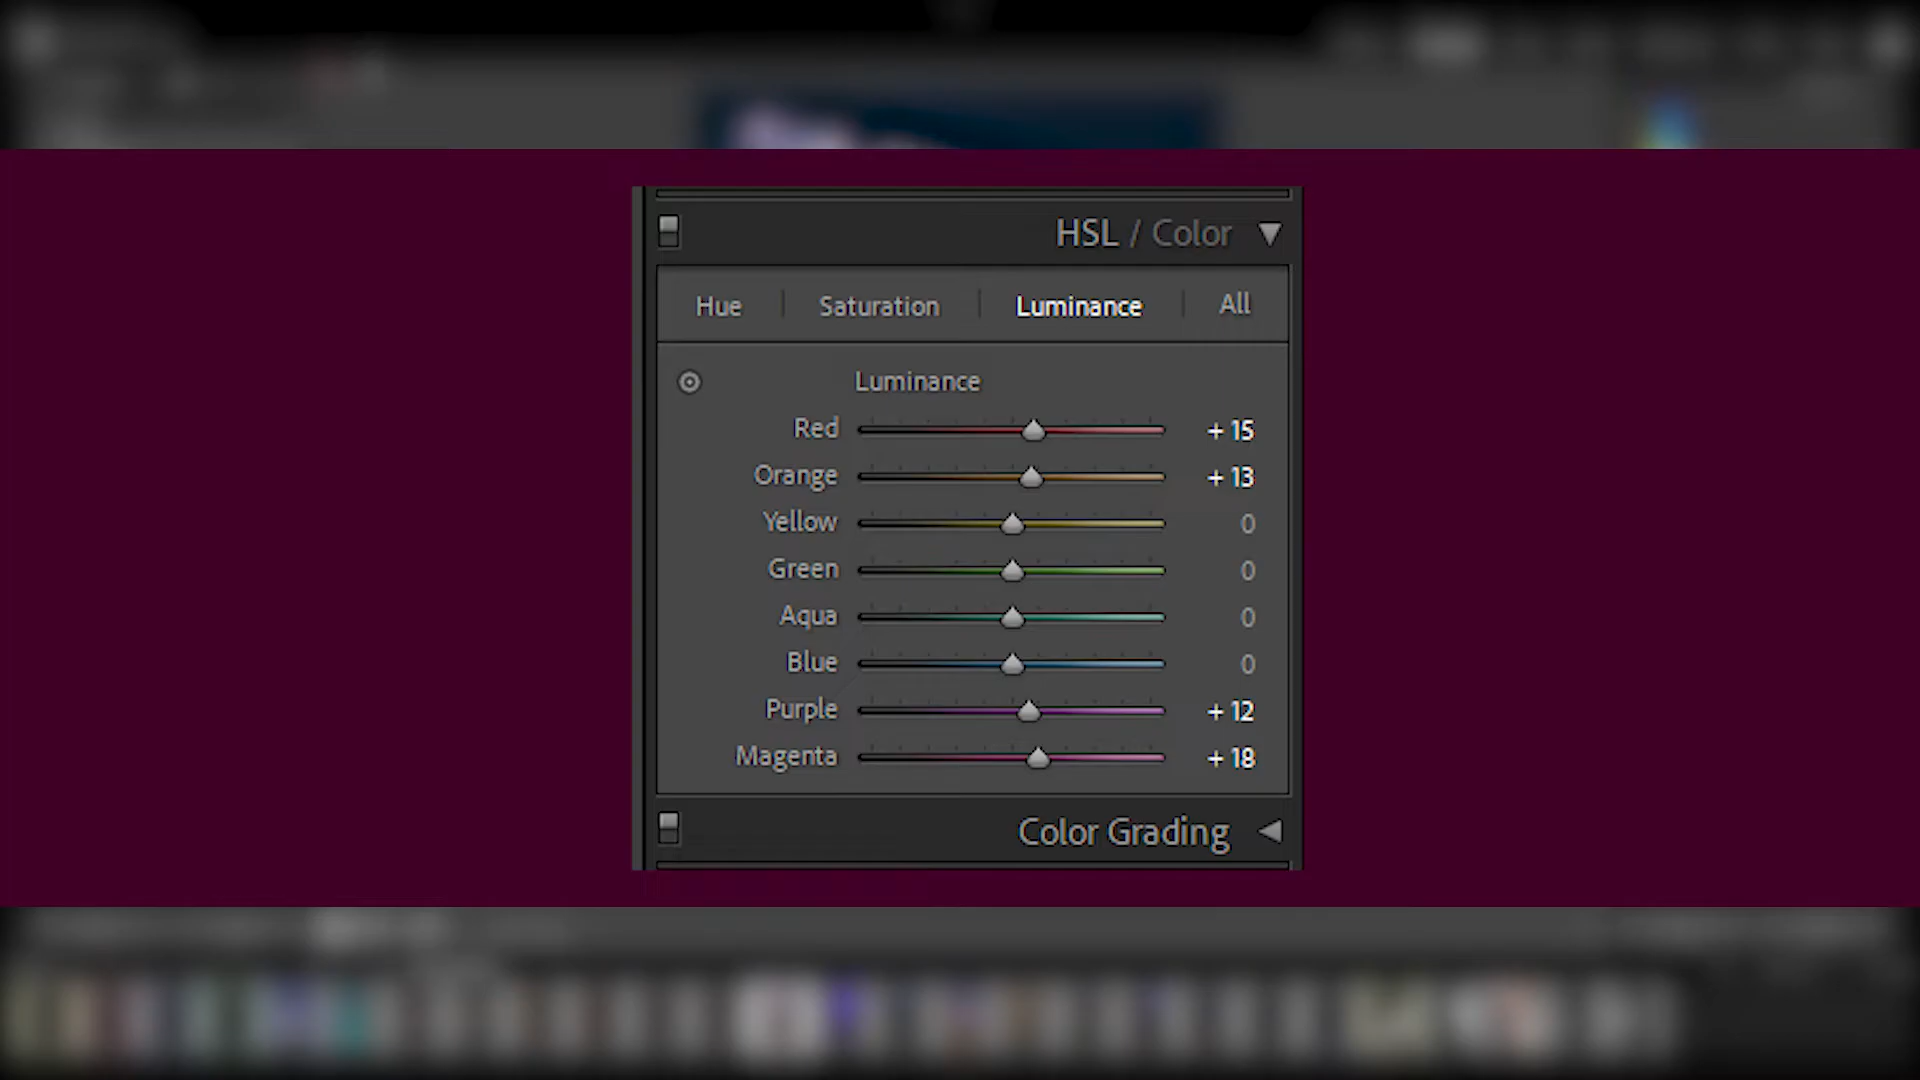 HSL / Color
Hue | Saturation | Luminance | All
Luminance
Red + 15
Orange + 13
Yellow 0
Green 0
Aqua 0
Blue 0
Purple + 12
Magenta + 18
Color Grading